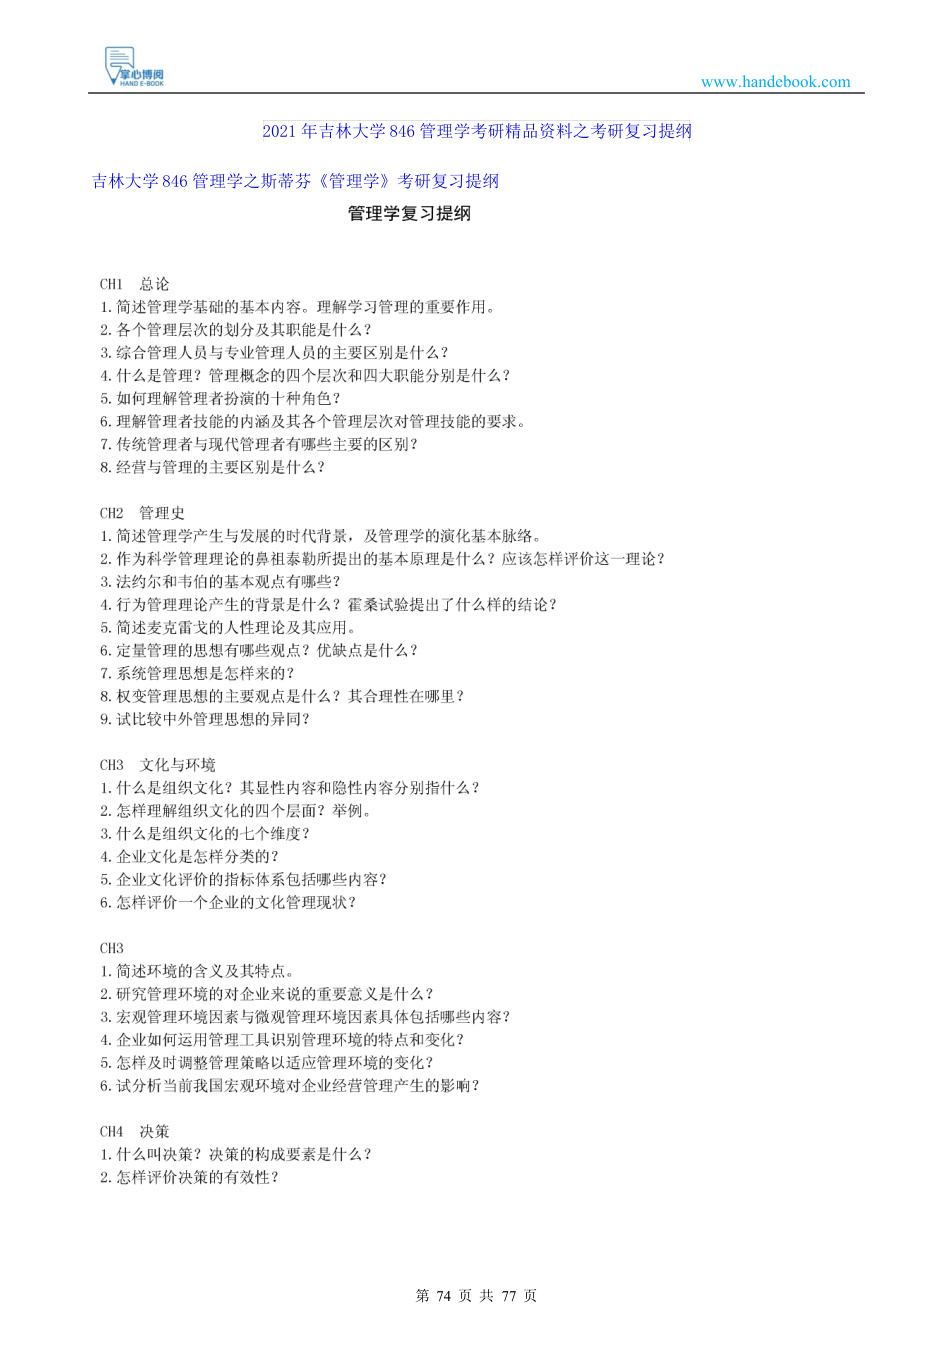 掌心博阅
HAND E-BOOK
www.handebook.com
2021 年吉林大学 846 管理学考研精品资料之考研复习提纲
吉林大学 846 管理学之斯蒂芬《管理学》考研复习提纲
管理学复习提纲
CH1 总论
1.简述管理学基础的基本内容。理解学习管理的重要作用。
2.各个管理层次的划分及其职能是什么？
3.综合管理人员与专业管理人员的主要区别是什么？
4.什么是管理？管理概念的四个层次和四大职能分别是什么？
5.如何理解管理者扮演的十种角色？
6.理解管理者技能的内涵及其各个管理层次对管理技能的要求。
7.传统管理者与现代管理者有哪些主要的区别？
8.经营与管理的主要区别是什么？
CH2 管理史
1.简述管理学产生与发展的时代背景，及管理学的演化基本脉络。
2.作为科学管理理论的鼻祖泰勒所提出的基本原理是什么？应该怎样评价这一理论？
3.法约尔和韦伯的基本观点有哪些？
4.行为管理理论产生的背景是什么？霍桑试验提出了什么样的结论？
5.简述麦克雷戈的人性理论及其应用。
6.定量管理的思想有哪些观点？优缺点是什么？
7.系统管理思想是怎样来的？
8.权变管理思想的主要观点是什么？其合理性在哪里？
9.试比较中外管理思想的异同？
CH3 文化与环境
1.什么是组织文化？其显性内容和隐性内容分别指什么？
2.怎样理解组织文化的四个层面？举例。
3.什么是组织文化的七个维度？
4.企业文化是怎样分类的？
5.企业文化评价的指标体系包括哪些内容？
6.怎样评价一个企业的文化管理现状？
CH3
1.简述环境的含义及其特点。
2.研究管理环境的对企业来说的重要意义是什么？
3.宏观管理环境因素与微观管理环境因素具体包括哪些内容？
4.企业如何运用管理工具识别管理环境的特点和变化？
5.怎样及时调整管理策略以适应管理环境的变化？
6.试分析当前我国宏观环境对企业经营管理产生的影响？
CH4 决策
1.什么叫决策？决策的构成要素是什么？
2.怎样评价决策的有效性？
第 74 页 共 77 页